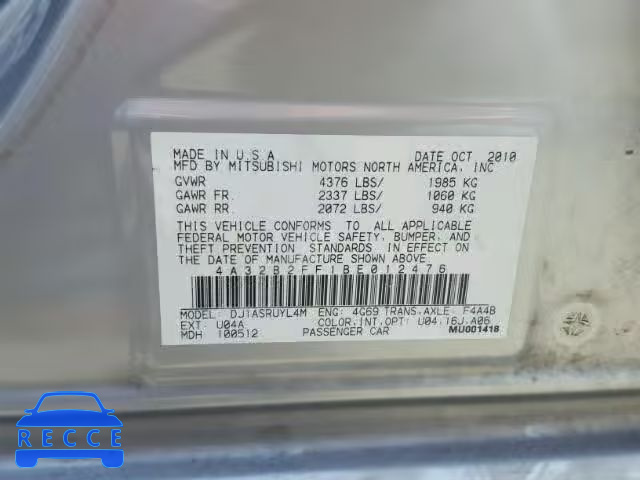 MADE IN U.S.A DATE OCT 2010
MFD BY MITSUBISHI MOTORS NORTH AMERICA, INC
GVWR 4376 LBS/ 1985 KG
GAWR FR. 2337 LBS/ 1060 KG
GAWR RR. 2072 LBS/ 940 KG
THIS VEHICLE CONFORMS TO ALL APPLICABLE
FEDERAL MOTOR VEHICLE SAFETY, BUMPER, AND
THEFT PREVENTION STANDARDS IN EFFECT ON
THE DATE OF MANUFACTURE SHOWN ABOVE.
4A32B2FF1BE012476
MODEL: DJ1ASRUYL4M ENG: 4G69 TRANS.AXLE: F4A4B
EXT: U04A COLOR,INT,OPT: U04,16J,A06
MDH 100512 PASSENGER CAR MU001418
RECCE